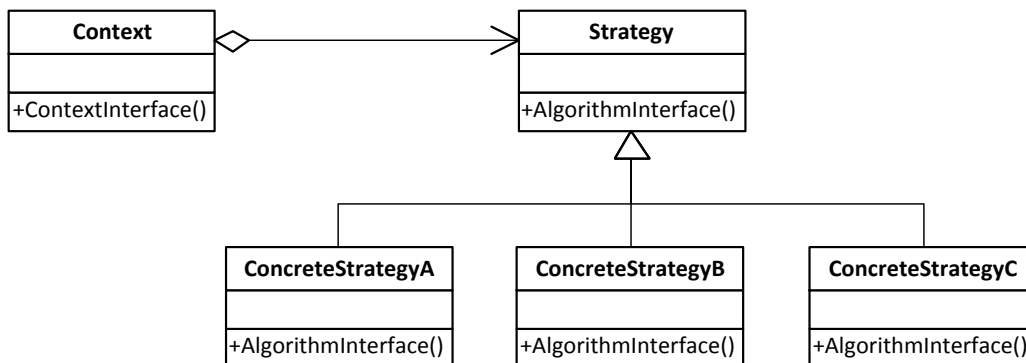 Context
Strategy
+ContextInterface()
+AlgorithmInterface()
ConcreteStrategyA
ConcreteStrategyB
ConcreteStrategyC
+AlgorithmInterface()
+AlgorithmInterface()
+AlgorithmInterface()